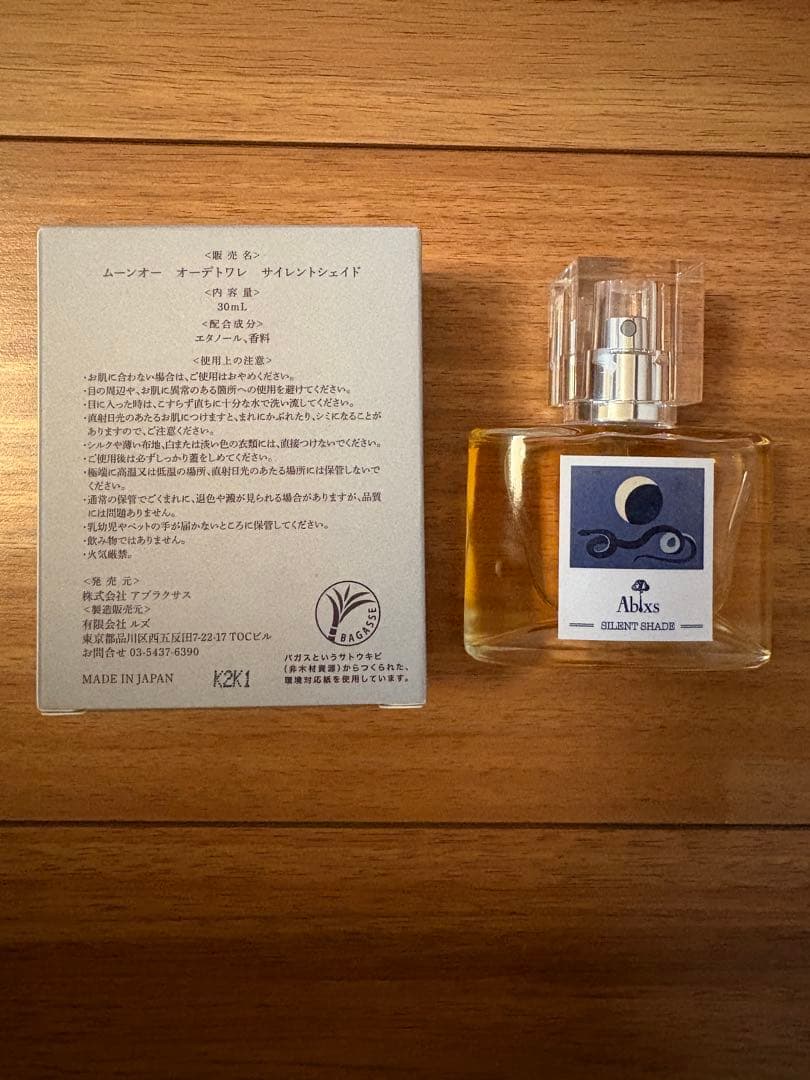 <販売名>
ムーンオー　オーデトワレ　サイレントシェイド
<内容量>
30mL
<配合成分>
エタノール、香料
<使用上の注意>
・お肌に合わない場合は、ご使用はおやめください。
・目の周辺や、お肌に異常のある箇所への使用を避けてください。
・目に入った時は、こすらず直ちに十分な水で洗い流してください。
・直射日光のあたるお肌につけますと、まれにかぶれたり、シミになることが
ありますので、ご注意ください。
・シルクや薄い布地、白または淡い色の衣類には、直接つけないでください。
・ご使用後は必ずしっかり蓋をしめてください。
・極端に高温又は低温の場所、直射日光のあたる場所には保管しないで
ください。
・通常の保管でごくまれに、退色や澱が見られる場合がありますが、品質
には問題ありません。
・乳幼児やペットの手が届かないところに保管してください。
・飲み物ではありません。
・火気厳禁。
<発売元>
株式会社 アブラクサス
<製造販売元>
有限会社 ルズ
東京都品川区西五反田7-22-17 TOCビル
お問合せ 03-5437-6390
MADE IN JAPAN
K2K1
BAGASSE
バガスというサトウキビ
(非木材資源)からつくられた、
環境対応紙を使用しています。
Abixs
SILENT SHADE